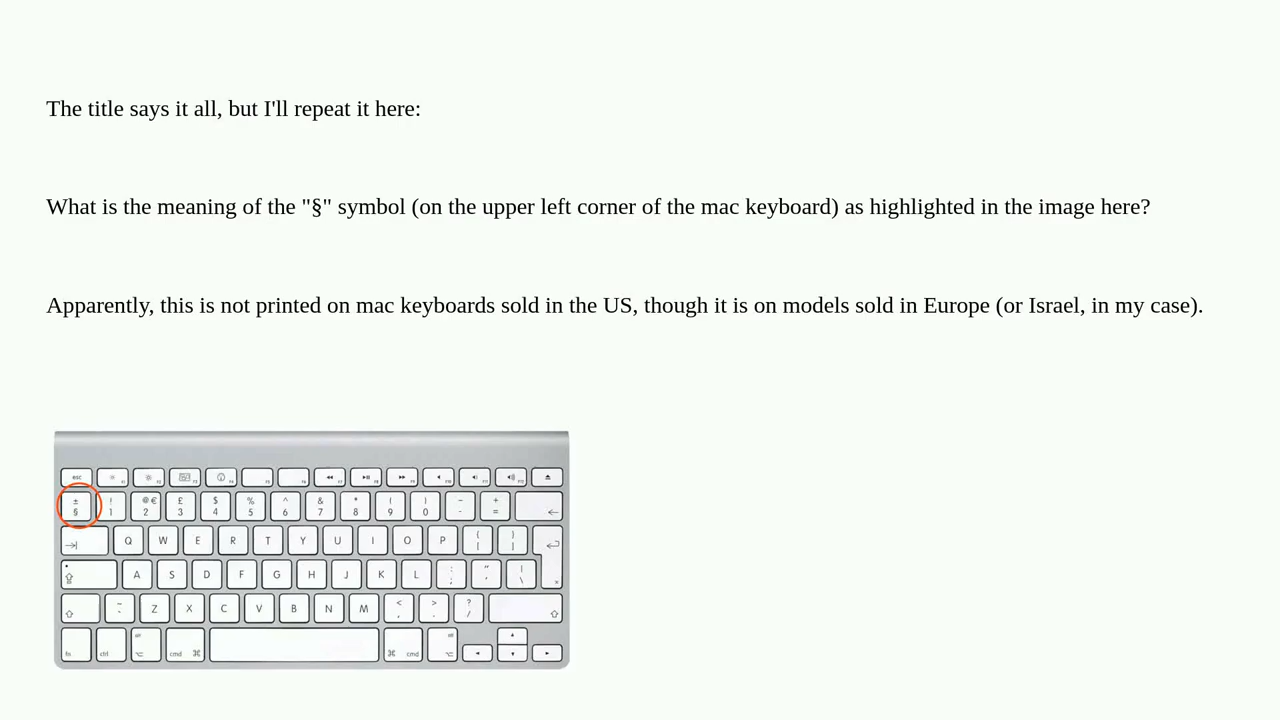 The title says it all, but I'll repeat it here:
What is the meaning of the "§" symbol (on the upper left corner of the mac keyboard) as highlighted in the image here?
Apparently, this is not printed on mac keyboards sold in the US, though it is on models sold in Europe (or Israel, in my case).
esc
± ! @ € £ $ % ^ & * ( ) _ +
§ 1 2 3 4 5 6 7 8 9 0 - =
Q W E R T Y U I O P { }
[ ]
A S D F G H J K L : " |
; ' \
~ Z X C V B N M < > ?
` , . /
alt alt
fn ctrl cmd ⌘ ⌘ cmd